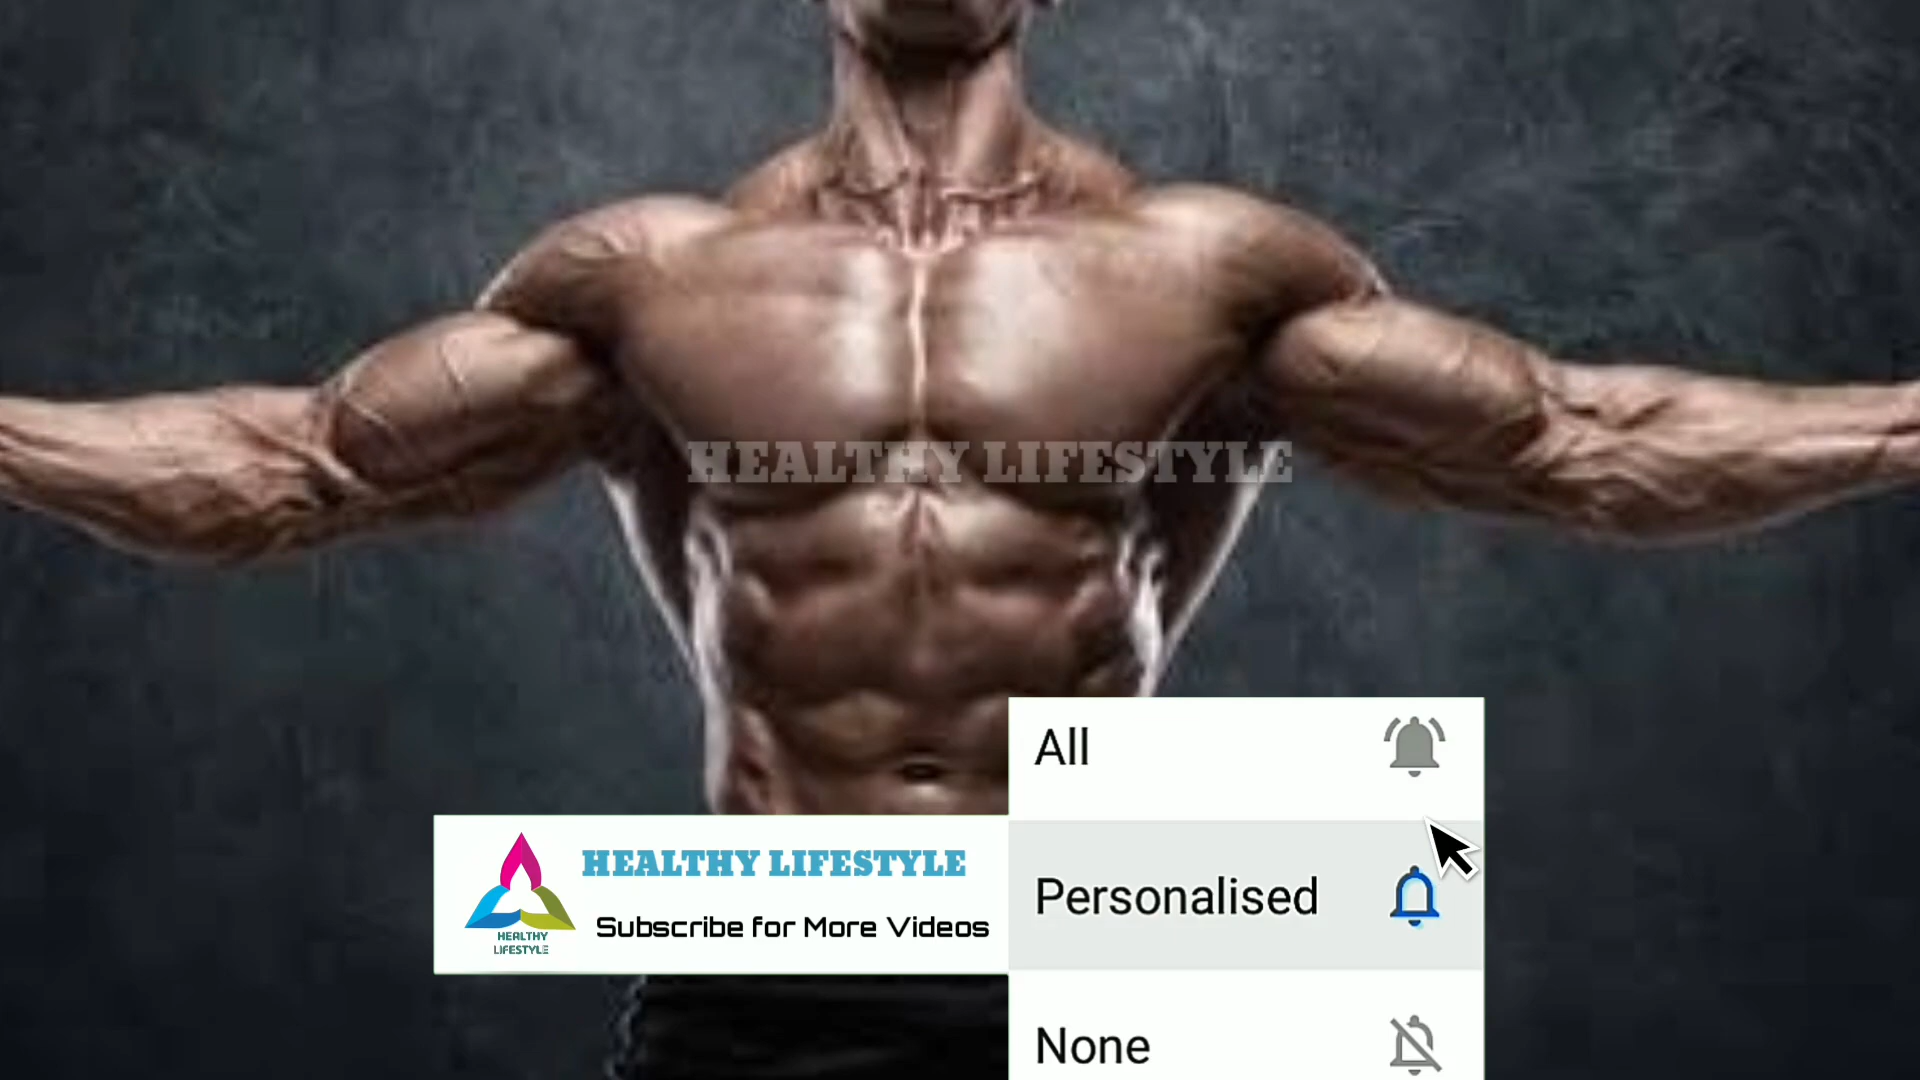 HEALTHY LIFESTYLE
All
HEALTHY LIFESTYLE
Subscribe for More Videos
HEALTHY
LIFESTYLE
Personalised
None